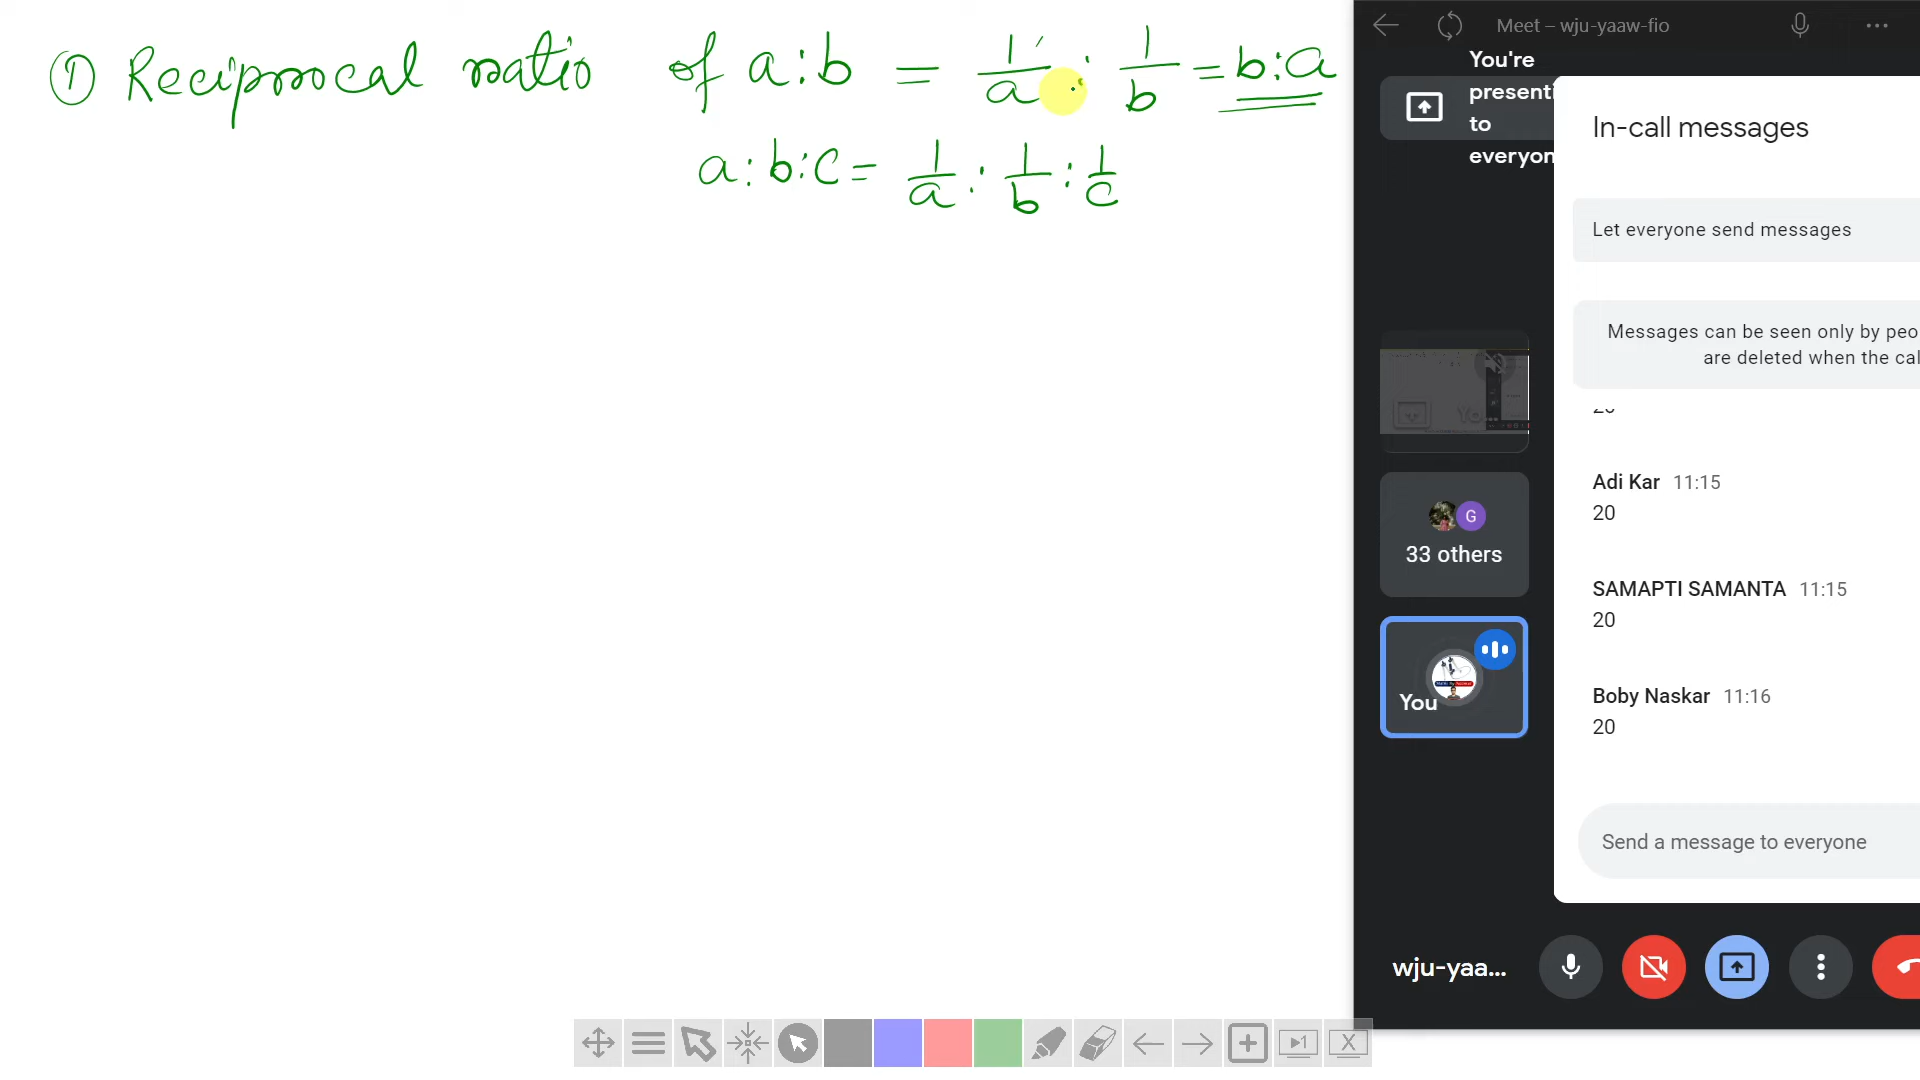 ① Reciprocal ratio of a:b = 1/a : 1/b = b:a
a:b:c = 1/a : 1/b : 1/c
Meet – wju-yaaw-fio
You're
presenti
to
everyon
In-call messages
Let everyone send messages
Messages can be seen only by peo
are deleted when the cal
Adi Kar 11:15
20
G
33 others
SAMAPTI SAMANTA 11:15
20
You
Boby Naskar 11:16
20
Send a message to everyone
wju-yaa...
1
X